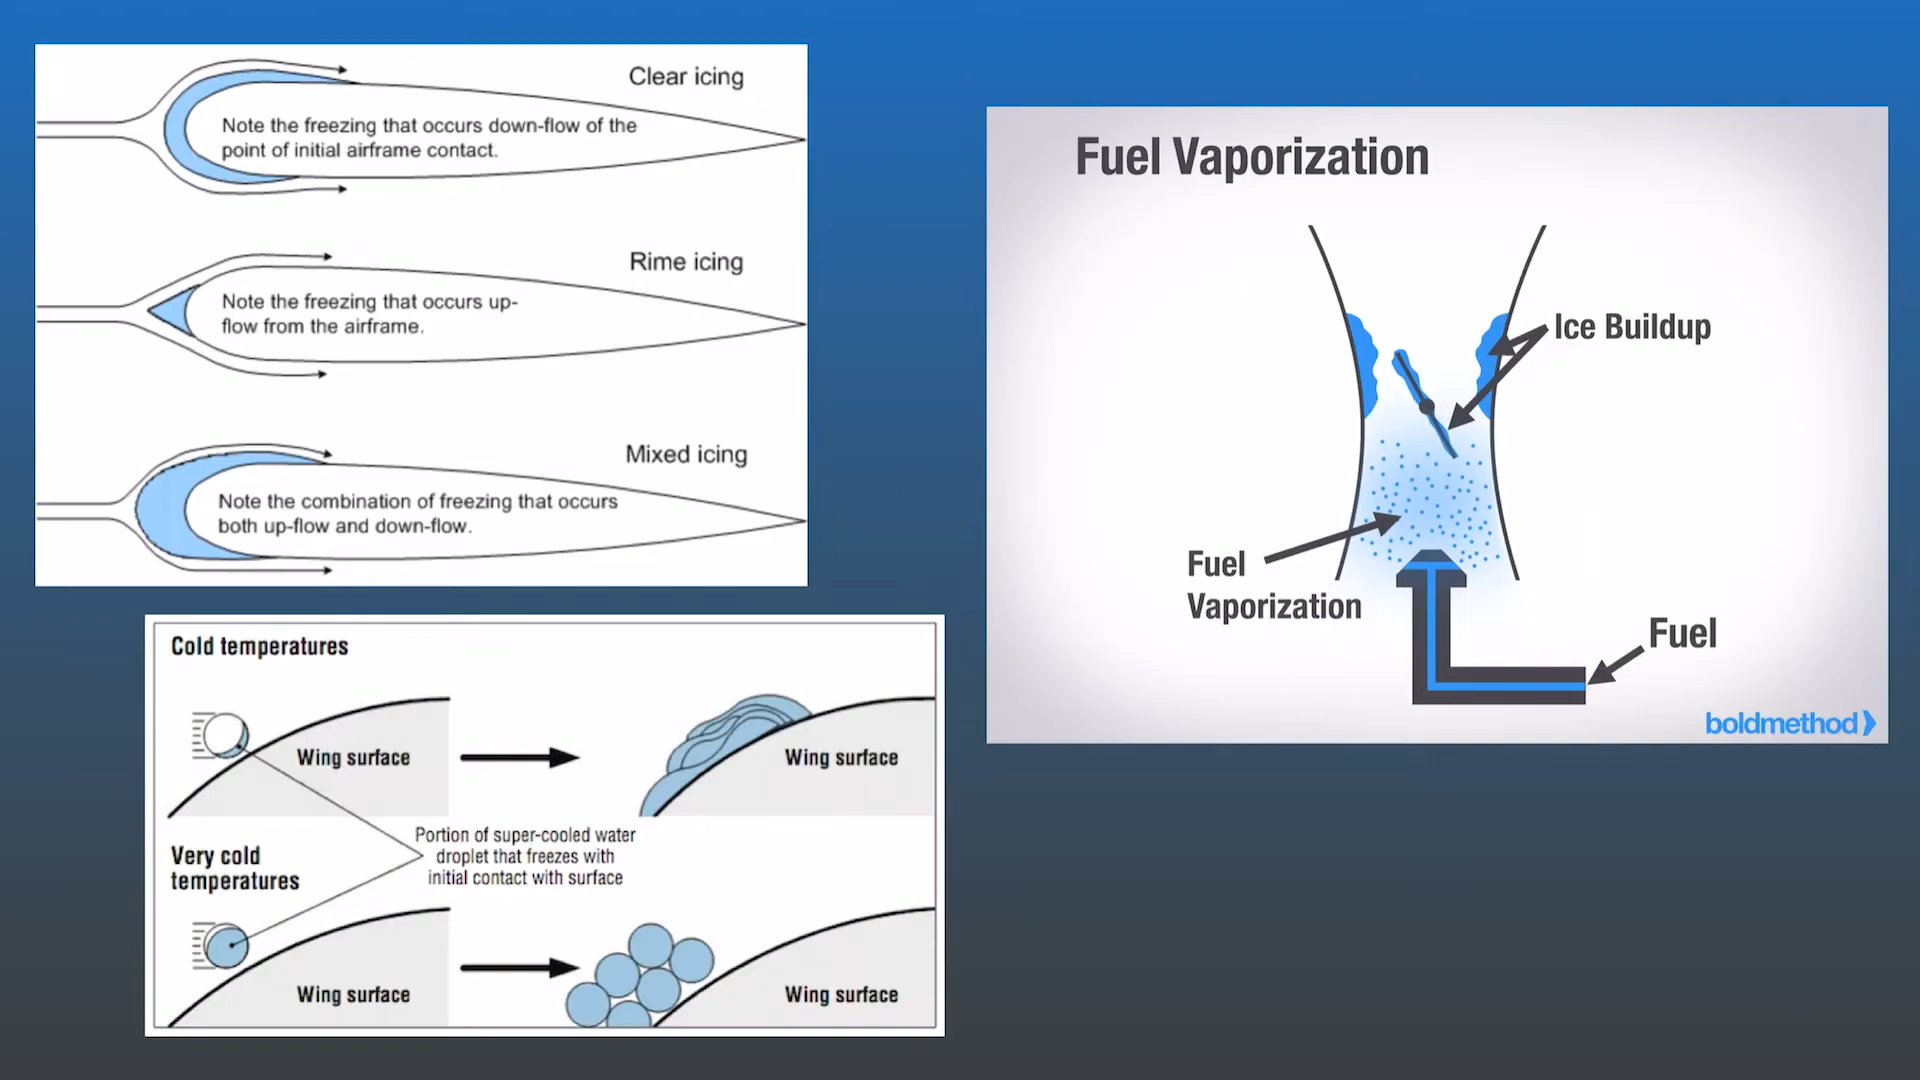 Clear icing
Note the freezing that occurs down-flow of the
point of initial airframe contact.
Rime icing
Note the freezing that occurs up-
flow from the airframe.
Mixed icing
Note the combination of freezing that occurs
both up-flow and down-flow.
Cold temperatures
Wing surface
Wing surface
Portion of super-cooled water
droplet that freezes with
initial contact with surface
Very cold
temperatures
Wing surface
Wing surface
Fuel Vaporization
Ice Buildup
Fuel
Vaporization
Fuel
boldmethod